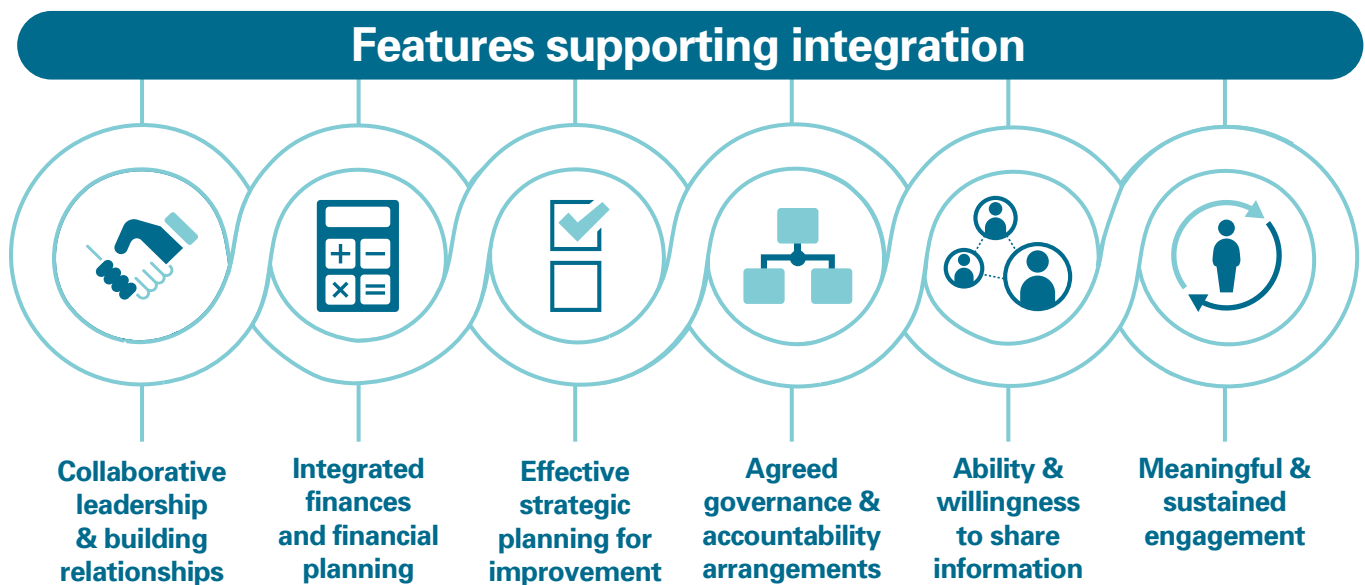 Features supporting integration
Collaborative
leadership
& building
relationships
Integrated
finances
and financial
planning
Effective
strategic
planning for
improvement
Agreed
governance &
accountability
arrangements
Ability &
willingness
to share
information
Meaningful &
sustained
engagement